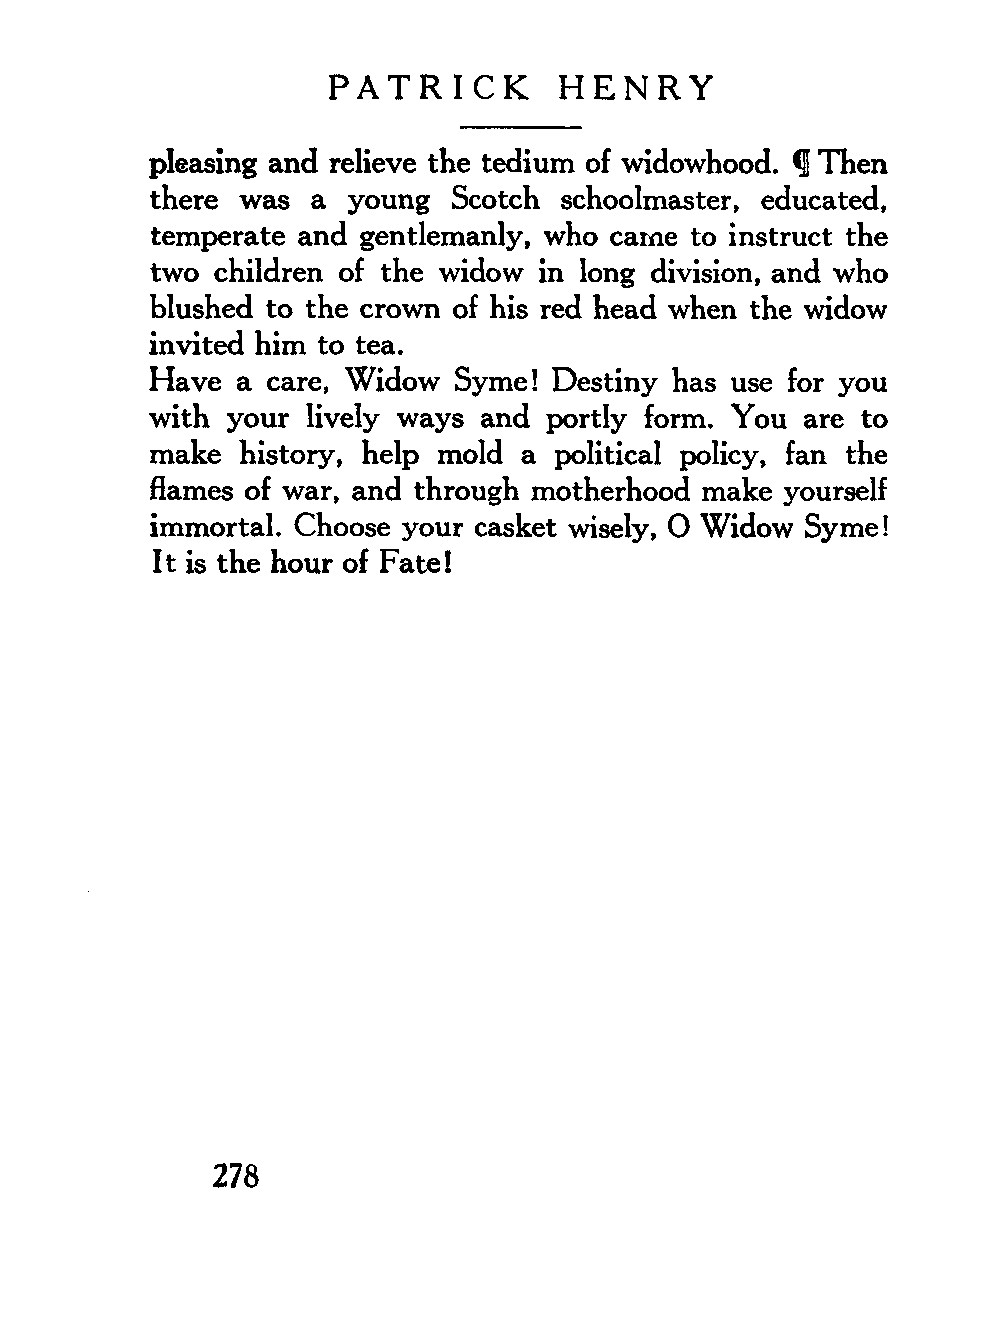 PATRICK HENRY
pleasing and relieve the tedium of widowhood. ¶ Then
there was a young Scotch schoolmaster, educated,
temperate and gentlemanly, who came to instruct the
two children of the widow in long division, and who
blushed to the crown of his red head when the widow
invited him to tea.
Have a care, Widow Syme! Destiny has use for you
with your lively ways and portly form. You are to
make history, help mold a political policy, fan the
flames of war, and through motherhood make yourself
immortal. Choose your casket wisely, O Widow Syme!
It is the hour of Fate!
278